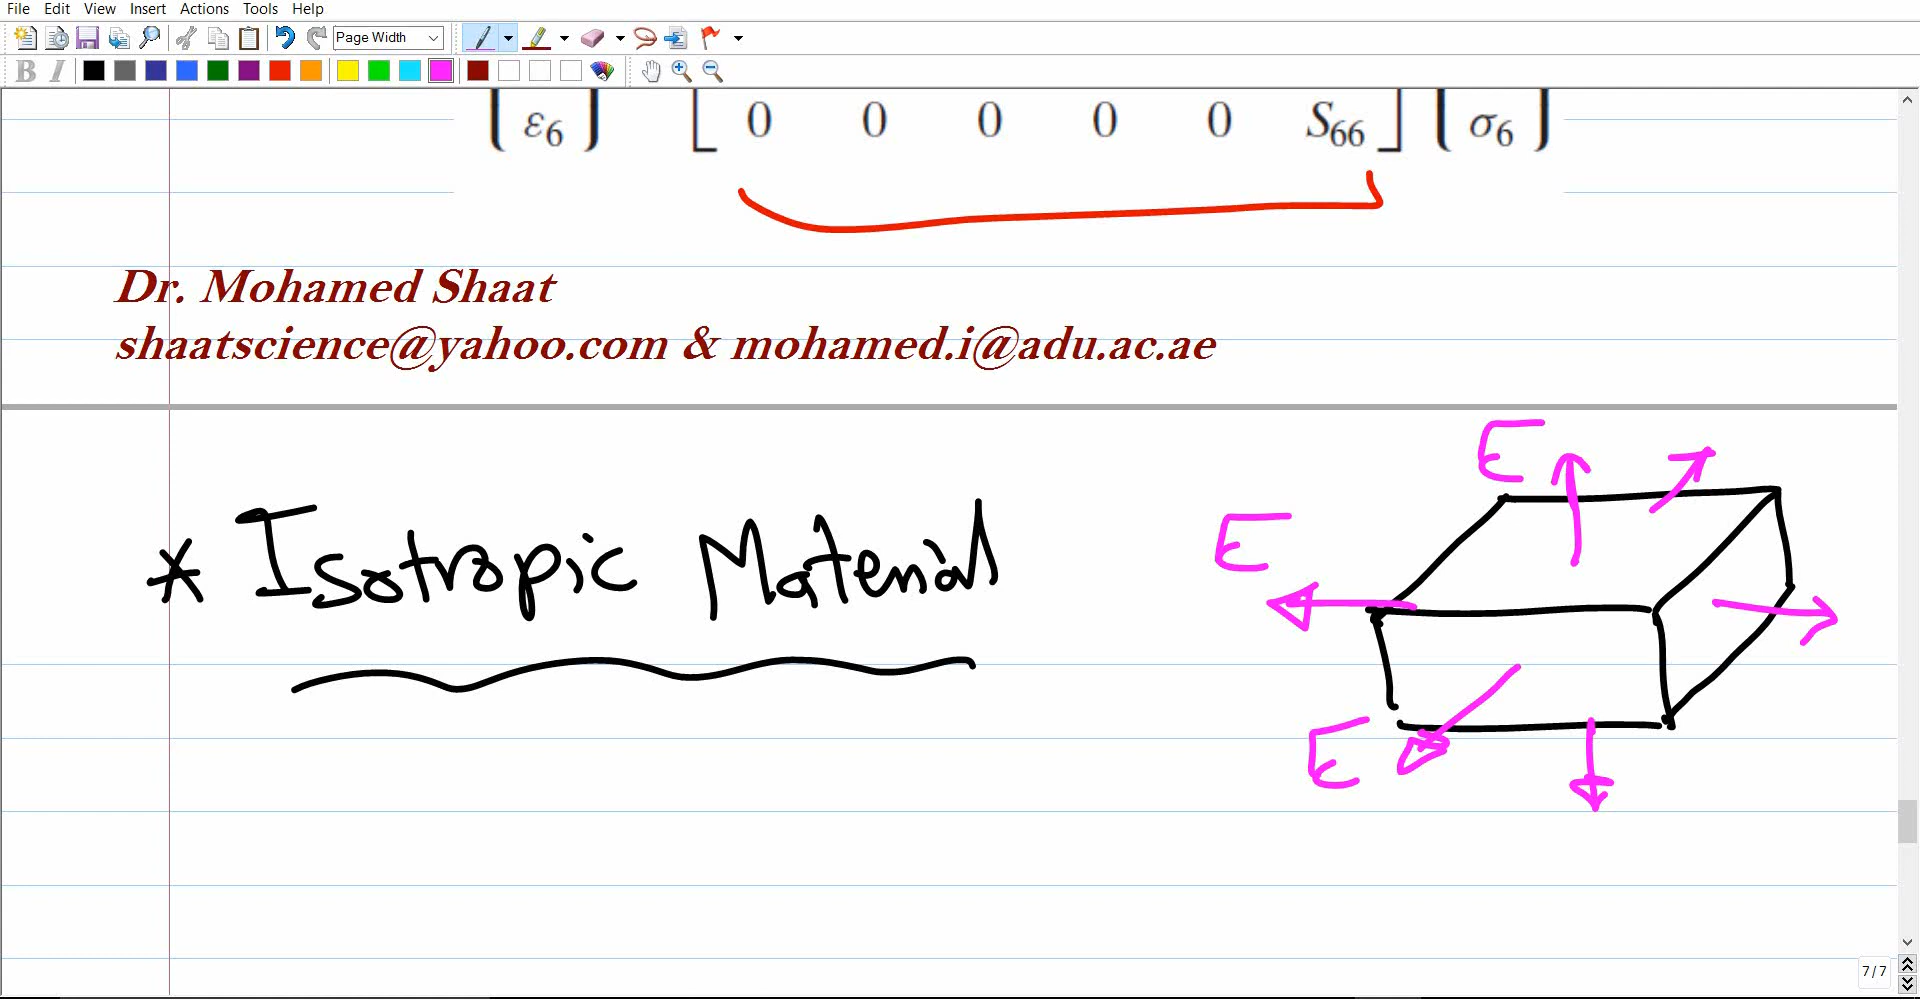 File Edit View Insert Actions Tools Help
Page Width
B I
ε6 0 0 0 0 0 S66 σ6
Dr. Mohamed Shaat
shaatscience@yahoo.com & mohamed.i@adu.ac.ae
E
E
* Isotropic Material
E
7/7